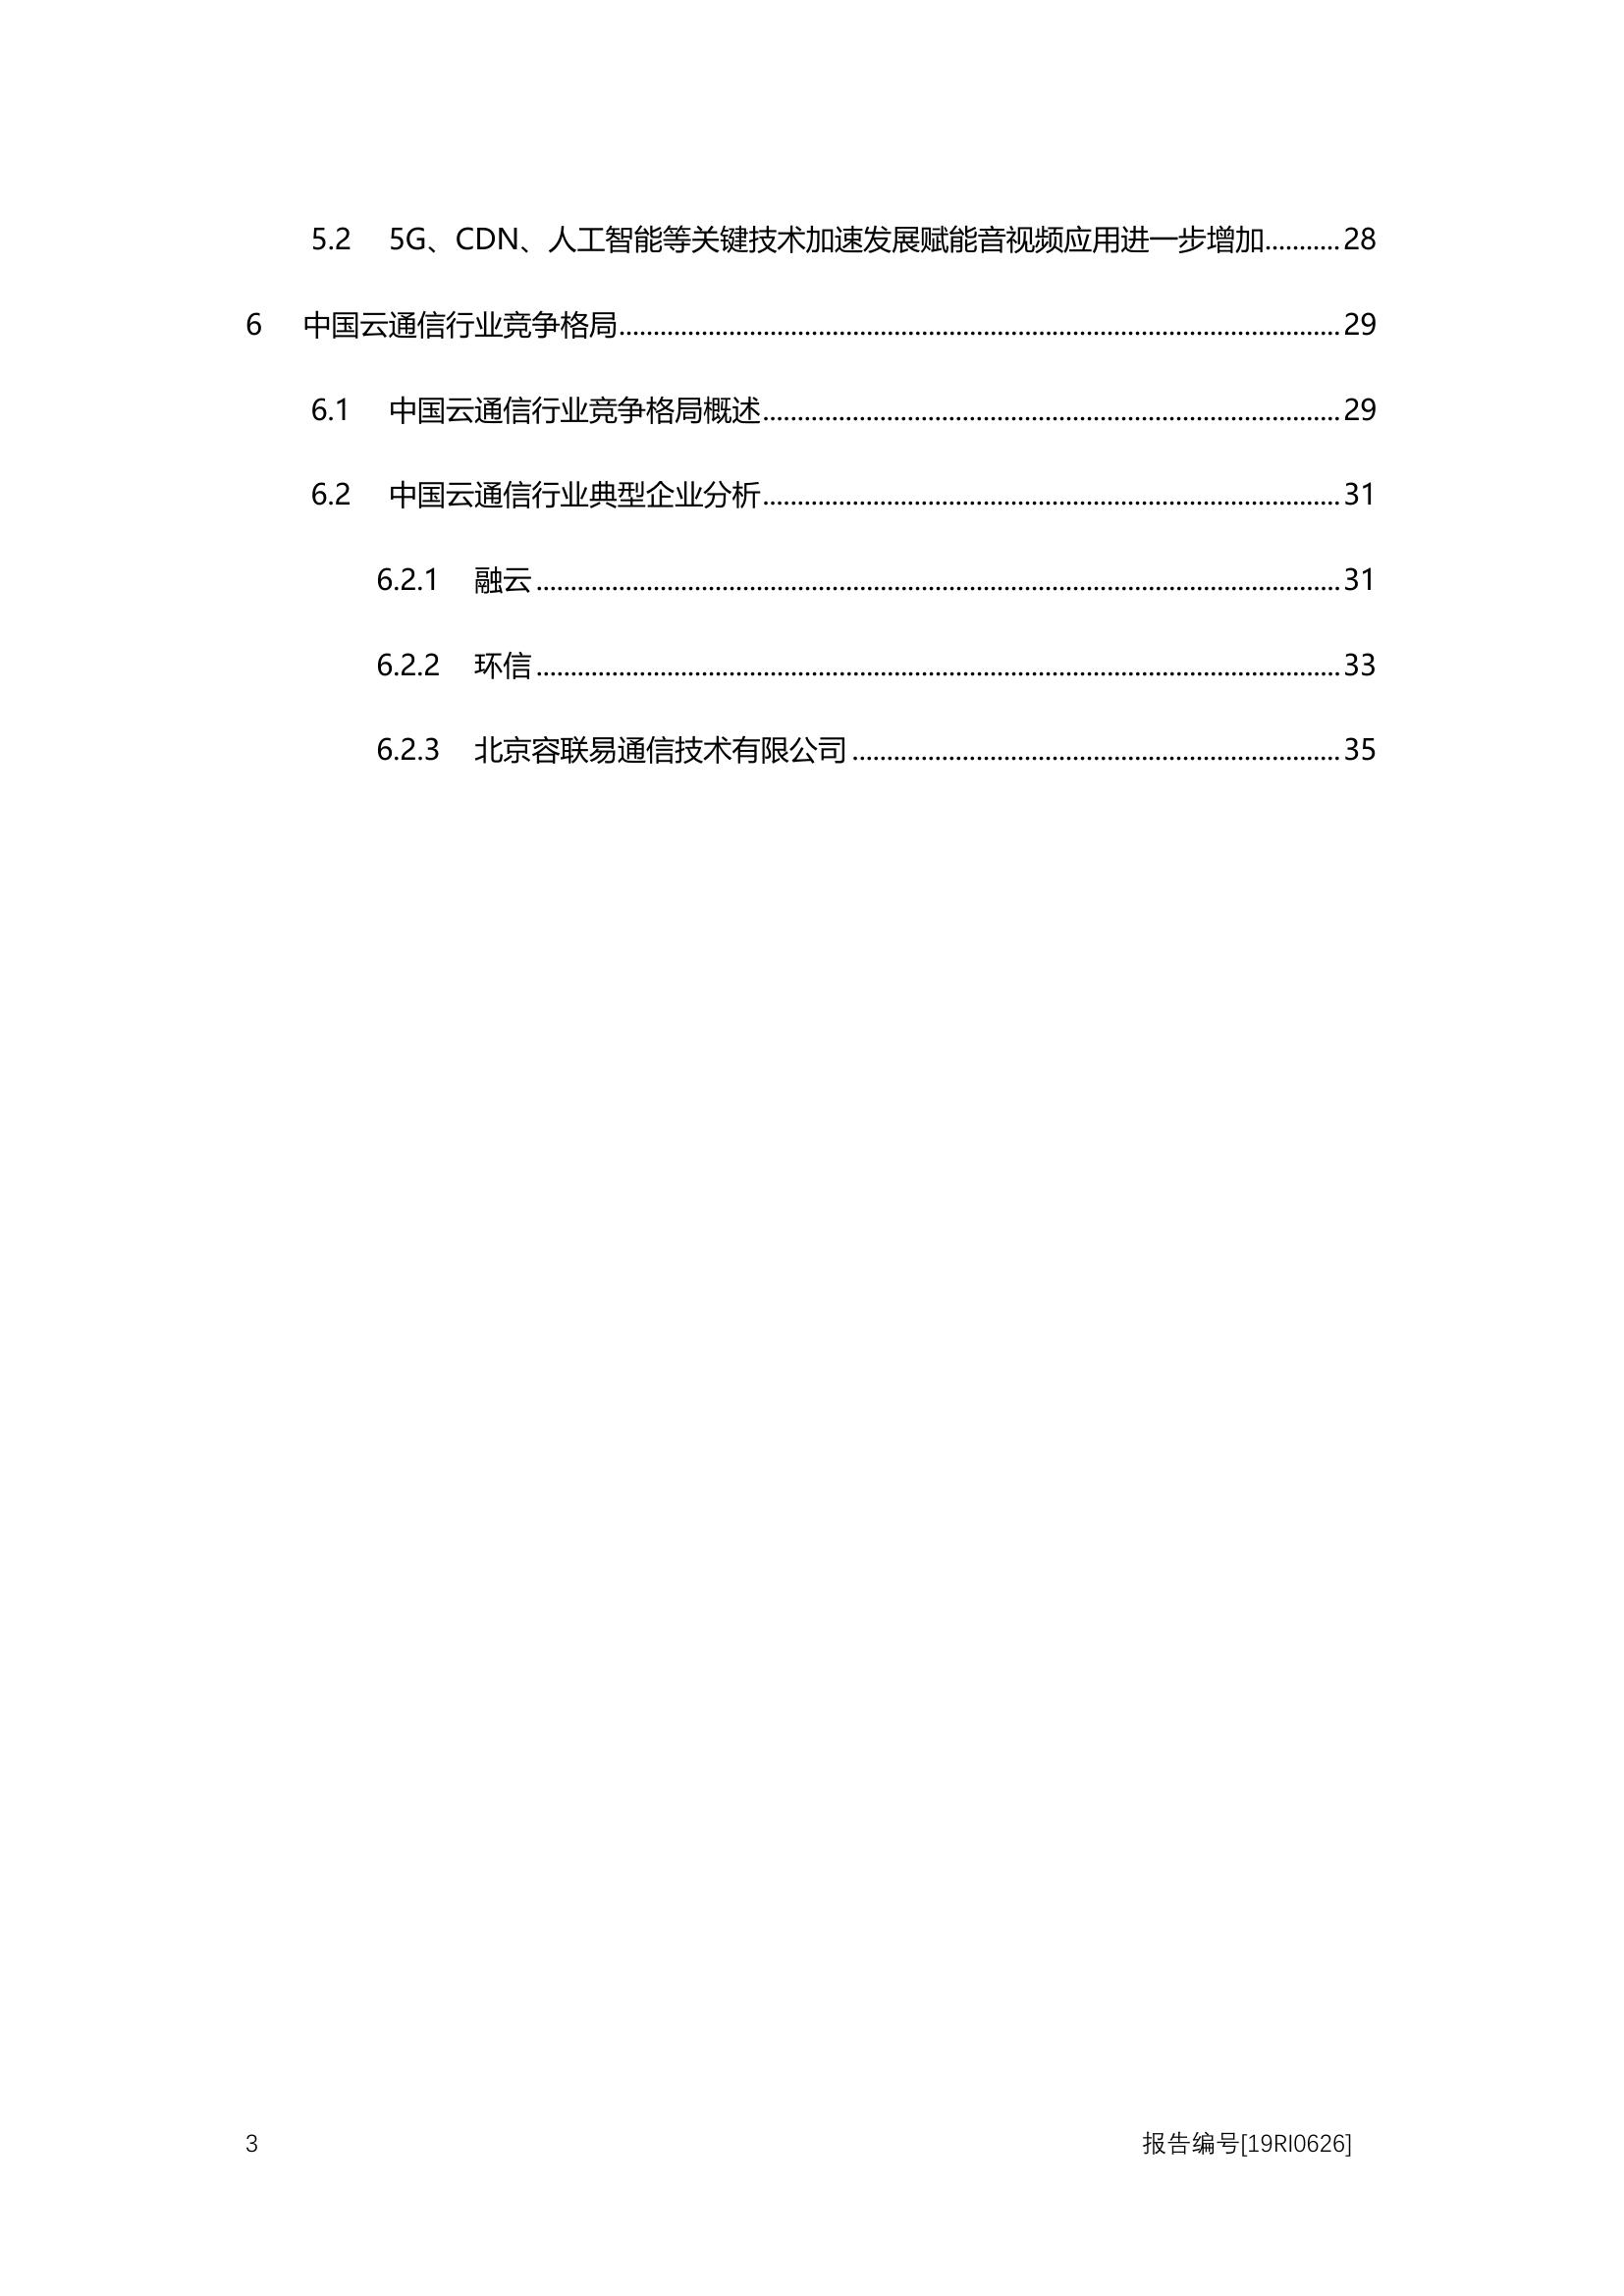 5.2 5G、CDN、人工智能等关键技术加速发展赋能音视频应用进一步增加...........28
6 中国云通信行业竞争格局...........29
6.1 中国云通信行业竞争格局概述...........29
6.2 中国云通信行业典型企业分析...........31
6.2.1 融云...........31
6.2.2 环信...........33
6.2.3 北京容联易通信技术有限公司...........35
3 报告编号[19RI0626]